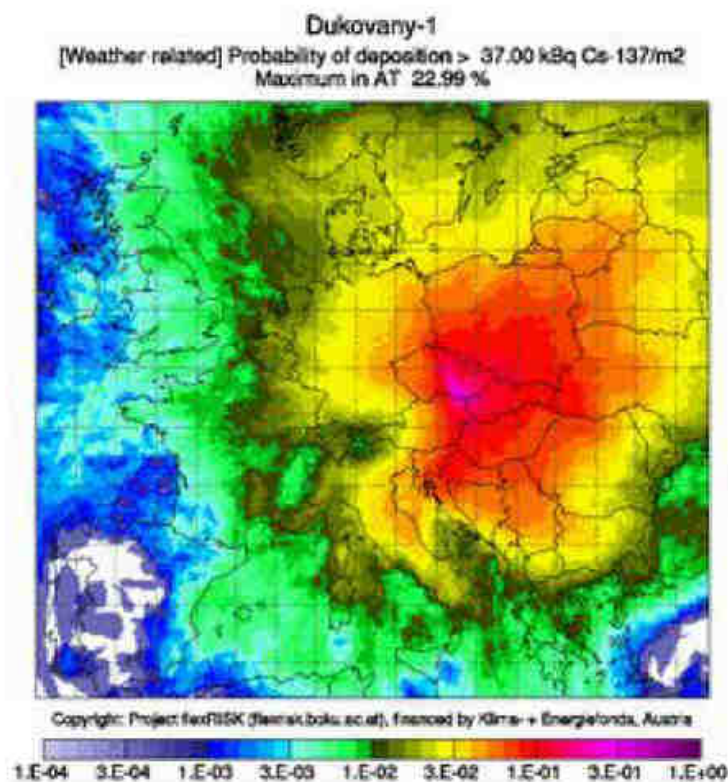 Dukovany-1
[Weather related] Probability of deposition > 37.00 kBq Cs-137/m2
Maximum in AT 22.99 %
Copyright: Project flexRISK (flexrisk.boku.ac.at), financed by Klima- + Energiefonds, Austria
1.E-04 3.E-04 1.E-03 3.E-03 1.E-02 3.E-02 1.E-01 3.E-01 1.E+00